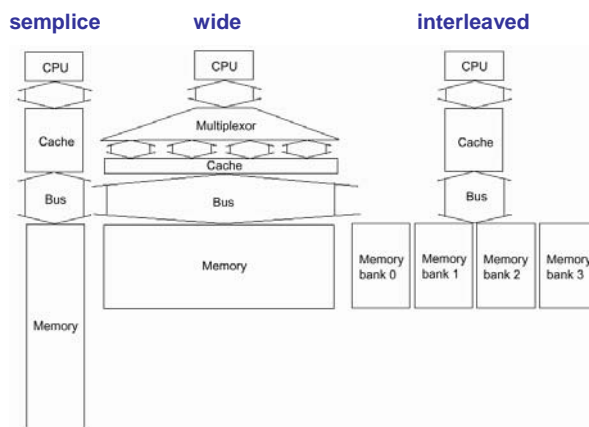 semplice wide interleaved
CPU CPU CPU
Multiplexor
Cache Cache Cache
Bus Bus Bus
Memory Memory Memory bank 0 Memory bank 1 Memory bank 2 Memory bank 3